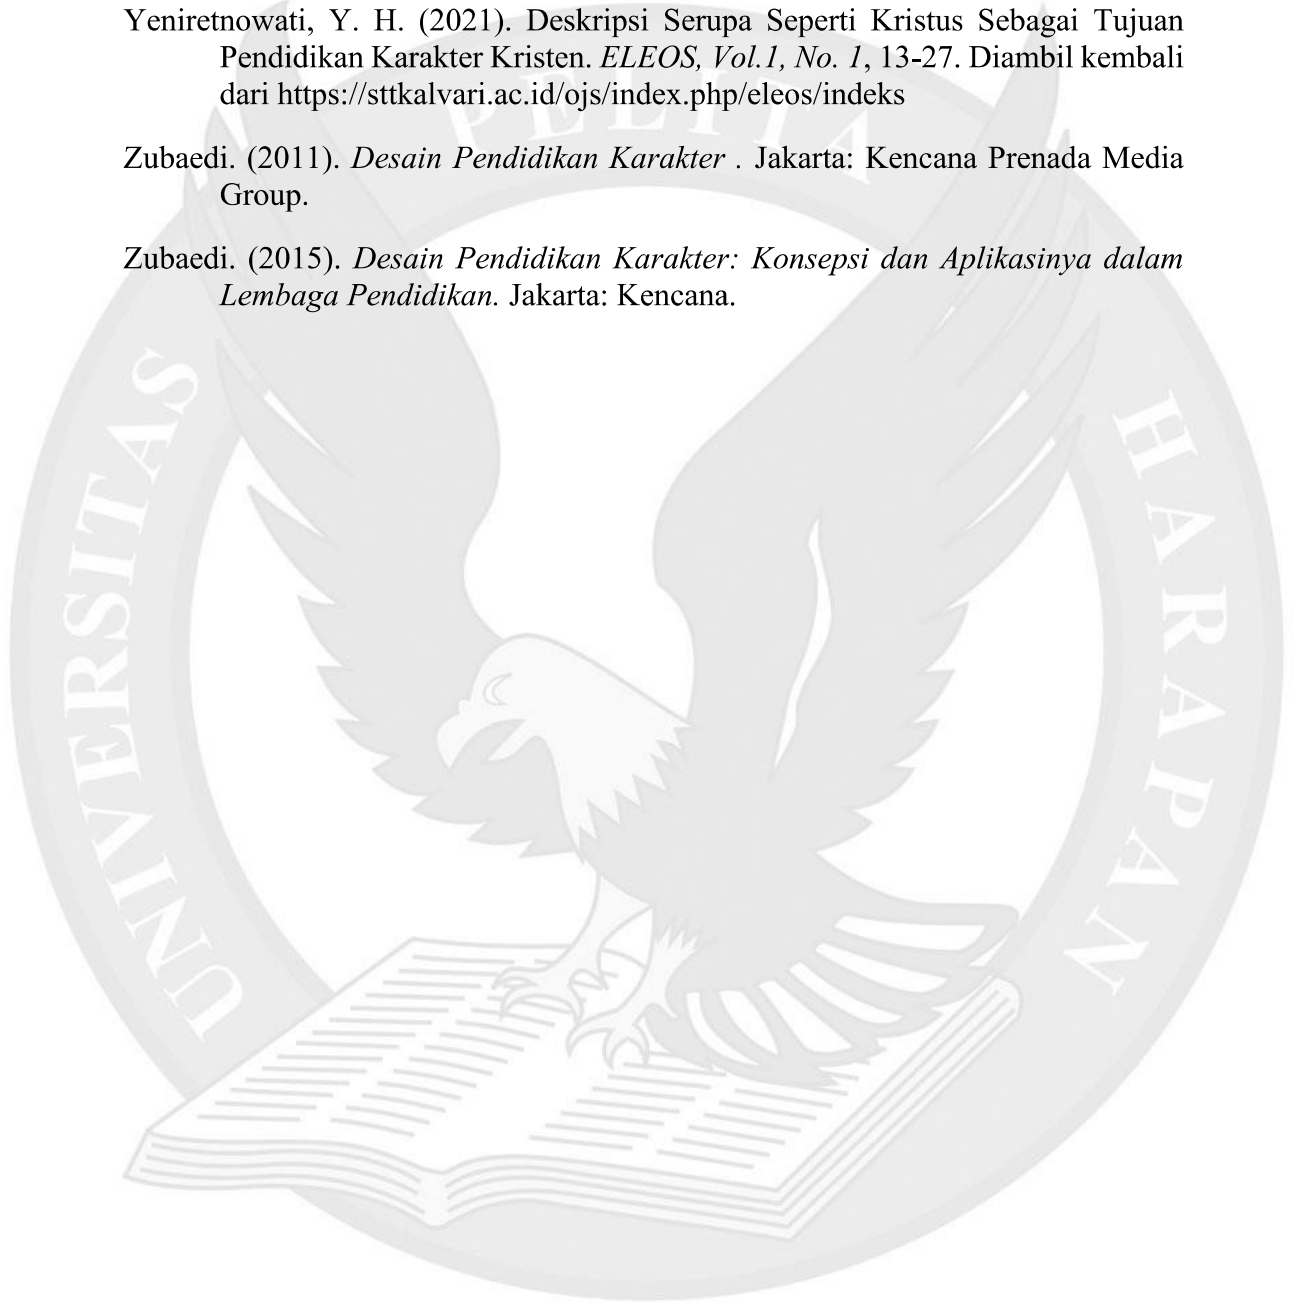 Yeniretnowati, Y. H. (2021). Deskripsi Serupa Seperti Kristus Sebagai Tujuan
Pendidikan Karakter Kristen. ELEOS, Vol.1, No. 1, 13-27. Diambil kembali
dari https://sttkalvari.ac.id/ojs/index.php/eleos/indeks
Zubaedi. (2011). Desain Pendidikan Karakter . Jakarta: Kencana Prenada Media
Group.
Zubaedi. (2015). Desain Pendidikan Karakter: Konsepsi dan Aplikasinya dalam
Lembaga Pendidikan. Jakarta: Kencana.
UNIVERSITAS
PELITA
HARAPAN